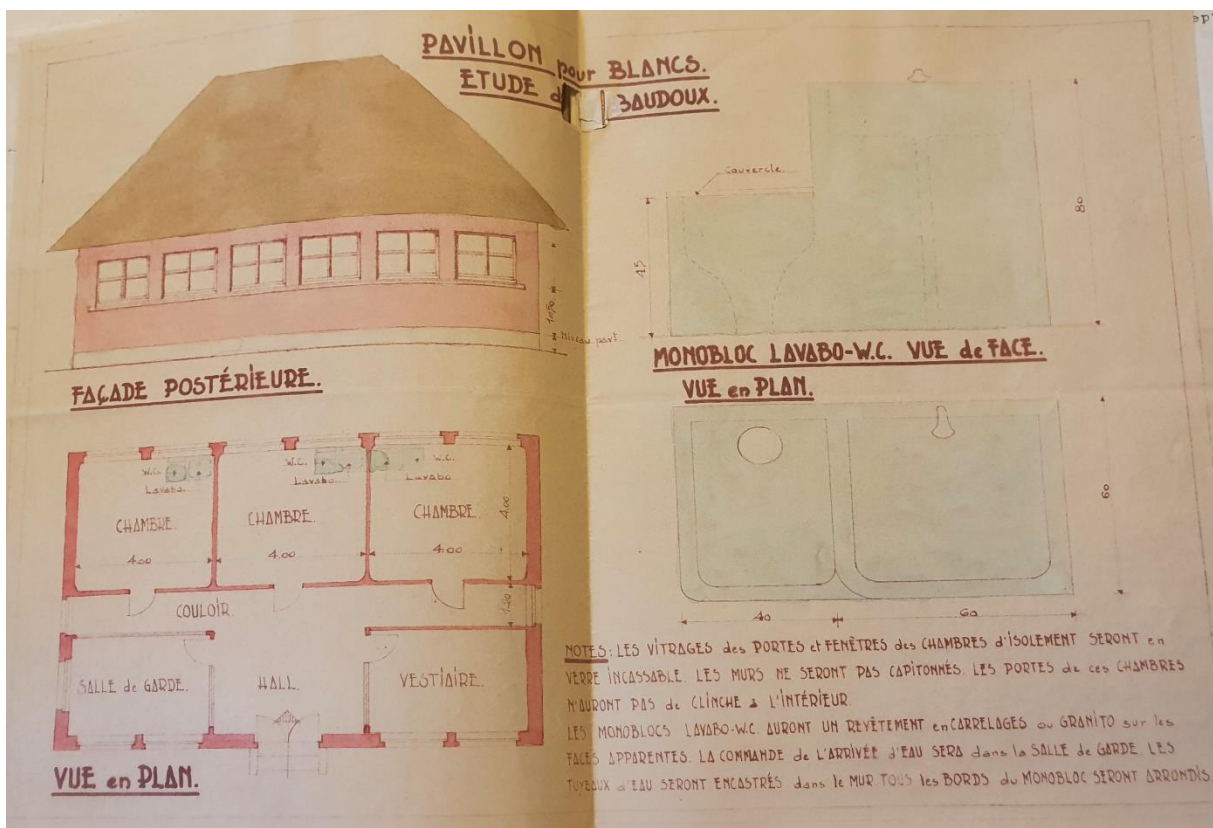 PAVILLON pour BLANCS.
ETUDE d BAUDOUX.
FAÇADE POSTÉRIEURE.
1m50
Niveau pavt.
W.C.
Lavabo
W.C.
Lavabo
W.C.
Lavabo
CHAMBRE.
CHAMBRE.
CHAMBRE.
4.00
4.00
4.00
4.00
COULOIR.
1.20
SALLE de GARDE.
HALL.
VESTIAIRE.
VUE en PLAN.
Couvercle.
45
80
MONOBLOC LAVABO-W.C. VUE de FACE.
VUE en PLAN.
60
40
60
NOTES: LES VITRAGES des PORTES et FENÊTRES des CHAMBRES d'ISOLEMENT SERONT en
VERRE INCASSABLE. LES MURS NE SERONT PAS CAPITONNÉS. LES PORTES de ces CHAMBRES
N'AURONT PAS de CLINCHE à L'INTÉRIEUR.
LES MONOBLOCS LAVABO-W.C. AURONT UN REVÊTEMENT en CARRELAGES ou GRANITO sur les
FACES APPARENTES. LA COMMANDE de L'ARRIVÉE d'EAU SERA dans la SALLE de GARDE. LES
TUYEAUX d'EAU SERONT ENCASTRÉS dans le MUR. TOUS les BORDS du MONOBLOC SERONT ARRONDIS.